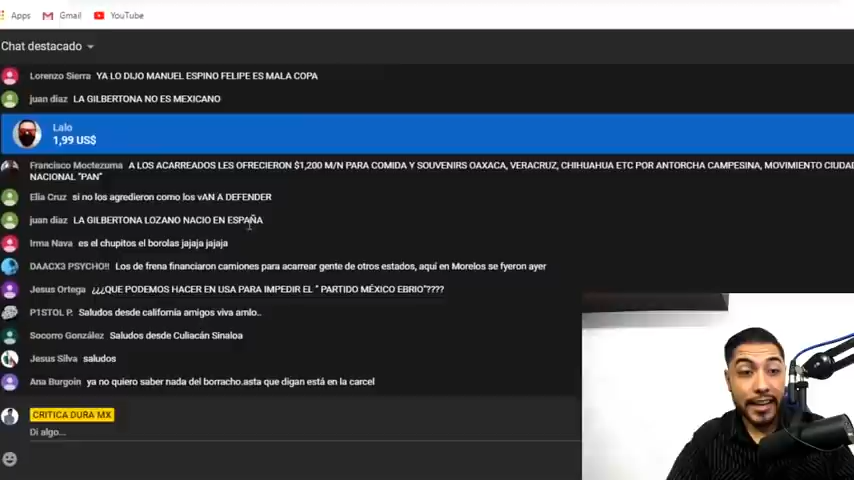 Apps Gmail YouTube
Chat destacado
Lorenzo Sierra YA LO DIJO MANUEL ESPINO FELIPE ES MALA COPA
juan diaz LA GILBERTONA NO ES MEXICANO
Lalo
1,99 US$
Francisco Moctezuma A LOS ACARREADOS LES OFRECIERON $1,200 M/N PARA COMIDA Y SOUVENIRS OAXACA, VERACRUZ, CHIHUAHUA ETC POR ANTORCHA CAMPESINA, MOVIMIENTO CIUDA
NACIONAL "PAN"
Elia Cruz si no los agredieron como los vAN A DEFENDER
juan diaz LA GILBERTONA LOZANO NACIO EN ESPAÑA
Irma Nava es el chupitos el borolas jajaja jajaja
DAACX3 PSYCHO!! Los de frena financiaron camiones para acarrear gente de otros estados, aqui en Morelos se fyeron ayer
Jesus Ortega ¿¿¿QUE PODEMOS HACER EN USA PARA IMPEDIR EL " PARTIDO MÉXICO EBRIO"????
P1STOL P. Saludos desde california amigos viva amlo..
Socorro González Saludos desde Culiacán Sinaloa
Jesus Silva saludos
Ana Burgoin ya no quiero saber nada del borracho.asta que digan está en la carcel
CRITICA DURA MX
Di algo...